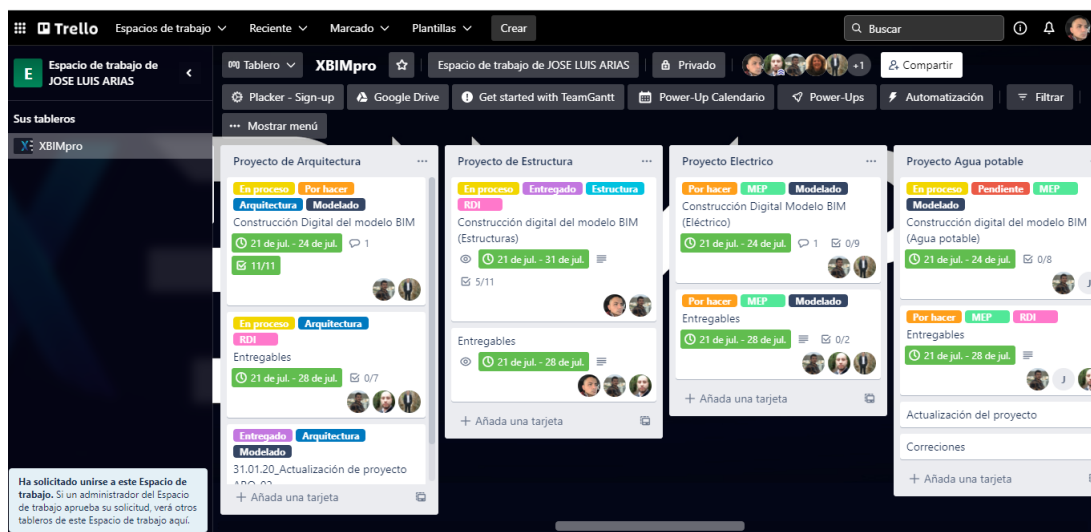 Trello Espacios de trabajo Reciente Marcado Plantillas Crear Buscar
E Espacio de trabajo de JOSE LUIS ARIAS
Tablero XBIMpro Espacio de trabajo de JOSE LUIS ARIAS Privado +1 Compartir
Placker - Sign-up Google Drive Get started with TeamGantt Power-Up Calendario Power-Ups Automatización Filtrar
... Mostrar menú
Sus tableros
XBIMpro
Ha solicitado unirse a este Espacio de
trabajo. Si un administrador del Espacio
de trabajo aprueba su solicitud, verá otros
tableros de este Espacio de trabajo aquí.
Proyecto de Arquitectura ...
En proceso Por hacer
Arquitectura Modelado
Construcción Digital del modelo BIM
21 de jul. - 24 de jul. 1
11/11
En proceso Arquitectura
RDI
Entregables
21 de jul. - 28 de jul. 0/7
Entregado Arquitectura
Modelado
31.01.20_Actualización de proyecto
+ Añada una tarjeta
Proyecto de Estructura ...
En proceso Entregado Estructura
RDI
Construcción digital del modelo BIM
(Estructuras)
21 de jul. - 31 de jul.
5/11
Entregables
21 de jul. - 28 de jul.
+ Añada una tarjeta
Proyecto Electrico ...
Por hacer MEP Modelado
Construcción Digital Modelo BIM
(Eléctrico)
21 de jul. - 24 de jul. 1 0/9
Por hacer MEP Modelado
Entregables
21 de jul. - 28 de jul. 0/2
+ Añada una tarjeta
Proyecto Agua potable
En proceso Pendiente MEP
Modelado
Construcción digital del modelo BIM
(Agua potable)
21 de jul. - 24 de jul. 0/8
J
Por hacer MEP RDI
Entregables
21 de jul. - 28 de jul.
J
Actualización del proyecto
Correciones
+ Añada una tarjeta